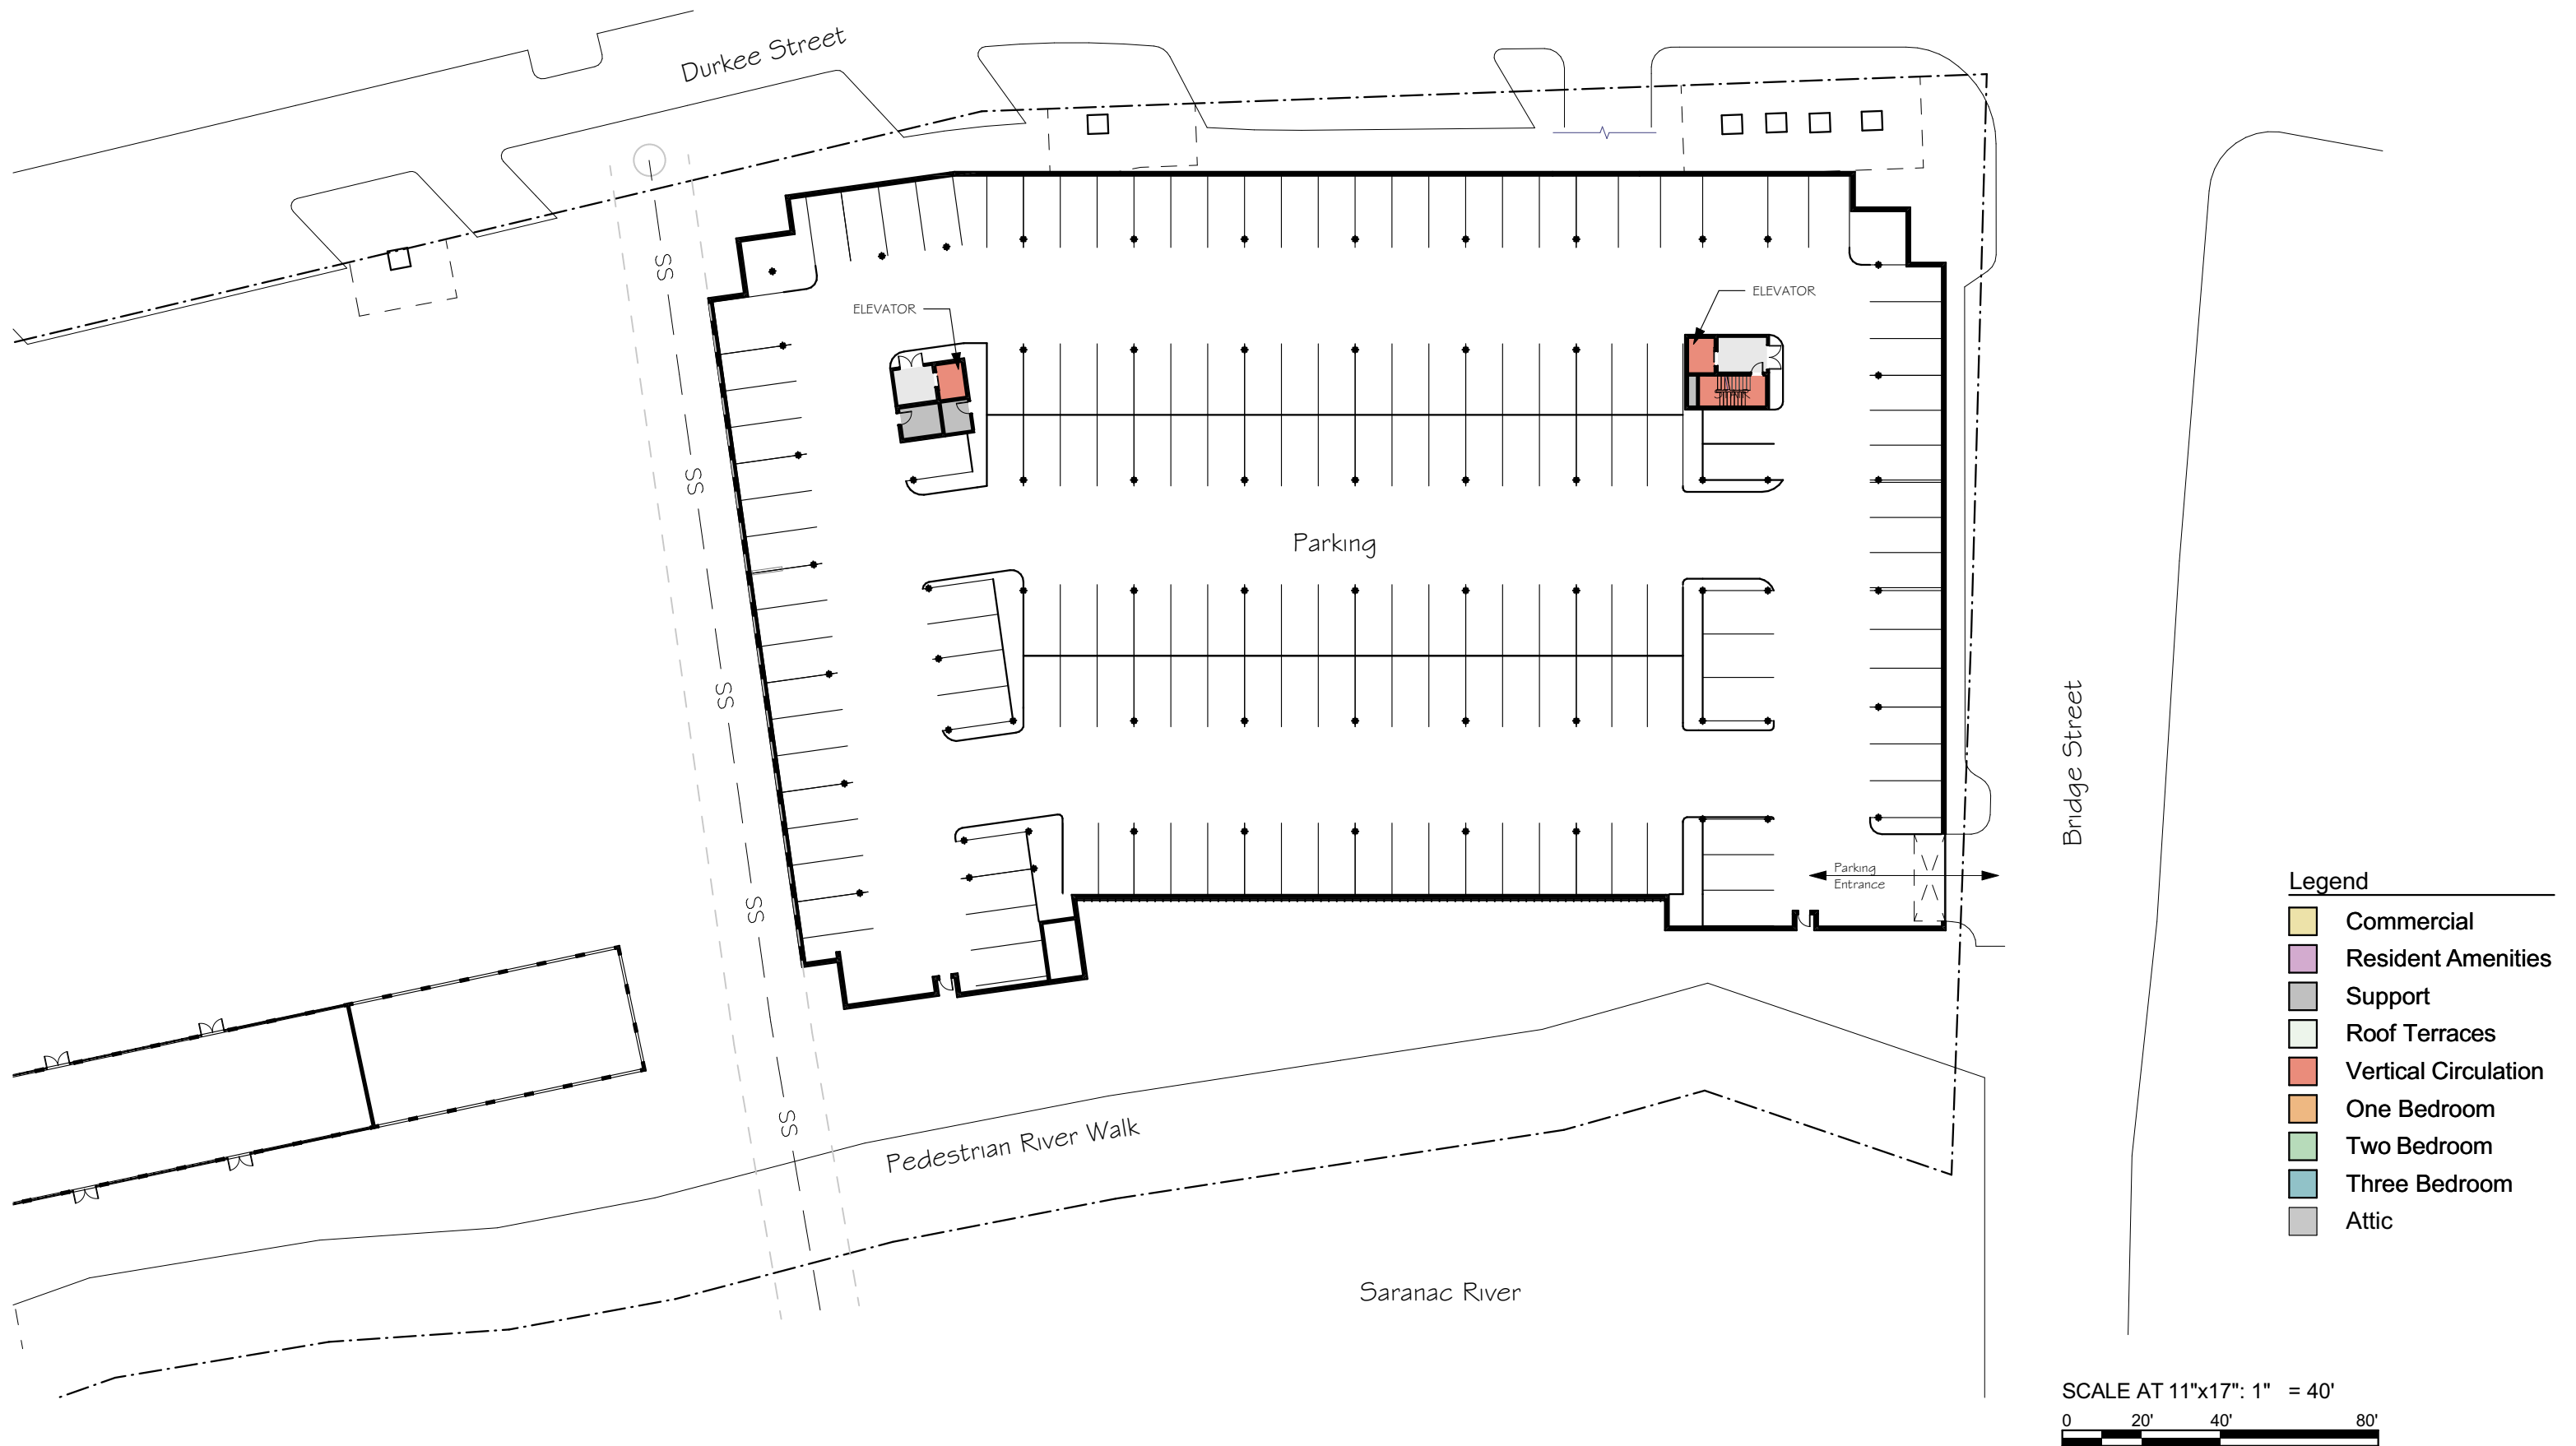 Durkee Street
SS
ELEVATOR
ELEVATOR
STAIR
SS
Parking
SS
Bridge Street
Parking
Entrance
SS
SS
Pedestrian River Walk
Saranac River
Legend
Commercial
Resident Amenities
Support
Roof Terraces
Vertical Circulation
One Bedroom
Two Bedroom
Three Bedroom
Attic
SCALE AT 11"x17": 1" = 40'
0 20' 40' 80'